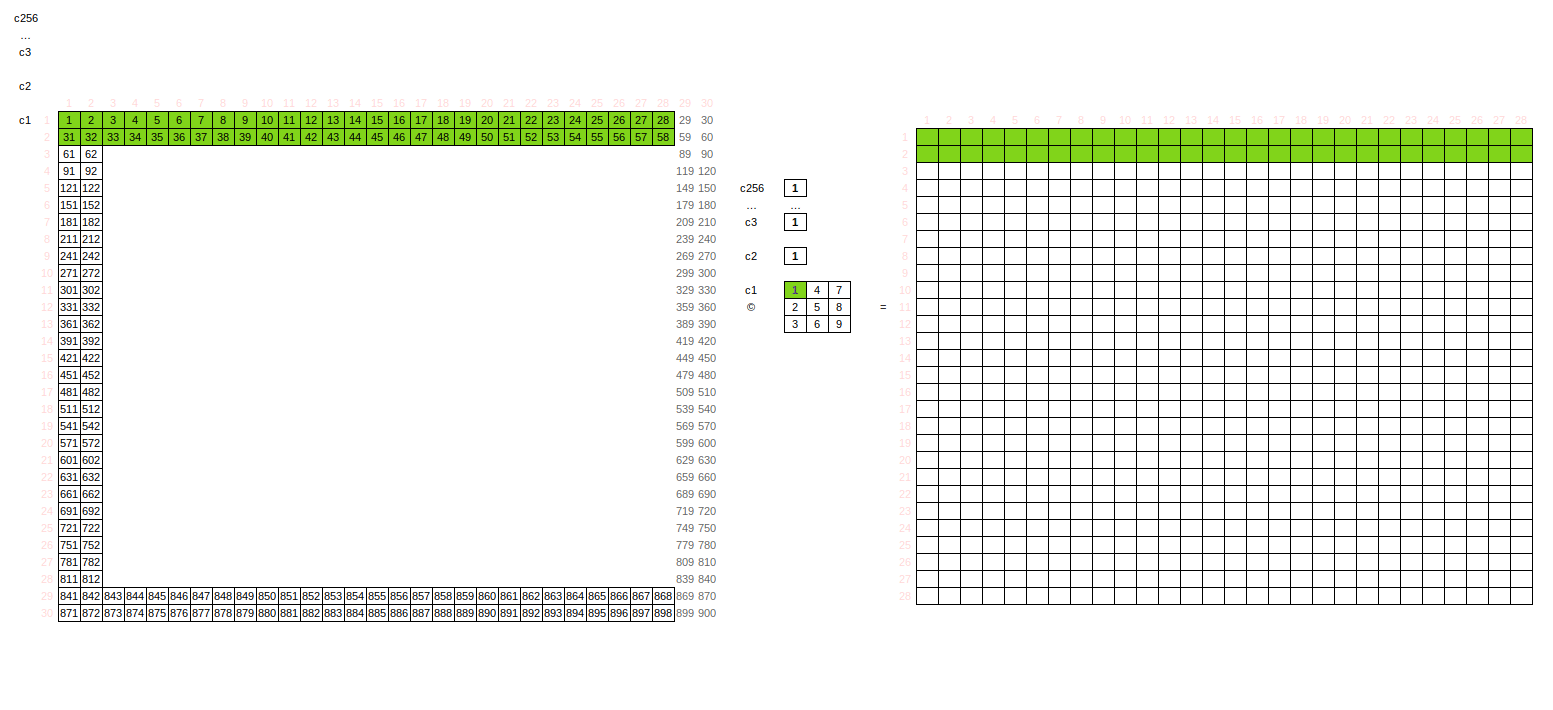 c256
...
c3
c2
1 2 3 4 5 6 7 8 9 10 11 12 13 14 15 16 17 18 19 20 21 22 23 24 25 26 27 28 29 30
c1 1 1 2 3 4 5 6 7 8 9 10 11 12 13 14 15 16 17 18 19 20 21 22 23 24 25 26 27 28 29 30 1 2 3 4 5 6 7 8 9 10 11 12 13 14 15 16 17 18 19 20 21 22 23 24 25 26 27 28
2 31 32 33 34 35 36 37 38 39 40 41 42 43 44 45 46 47 48 49 50 51 52 53 54 55 56 57 58 59 60 1
3 61 62 89 90 2
4 91 92 119 120 3
5 121 122 149 150 c256 1 4
6 151 152 179 180 ... ... 5
7 181 182 209 210 c3 1 6
8 211 212 239 240 7
9 241 242 269 270 c2 1 8
10 271 272 299 300 9
11 301 302 329 330 c1 1 4 7 10
12 331 332 359 360 © 2 5 8 = 11
13 361 362 389 390 3 6 9 12
14 391 392 419 420 13
15 421 422 449 450 14
16 451 452 479 480 15
17 481 482 509 510 16
18 511 512 539 540 17
19 541 542 569 570 18
20 571 572 599 600 19
21 601 602 629 630 20
22 631 632 659 660 21
23 661 662 689 690 22
24 691 692 719 720 23
25 721 722 749 750 24
26 751 752 779 780 25
27 781 782 809 810 26
28 811 812 839 840 27
29 841 842 843 844 845 846 847 848 849 850 851 852 853 854 855 856 857 858 859 860 861 862 863 864 865 866 867 868 869 870 28
30 871 872 873 874 875 876 877 878 879 880 881 882 883 884 885 886 887 888 889 890 891 892 893 894 895 896 897 898 899 900